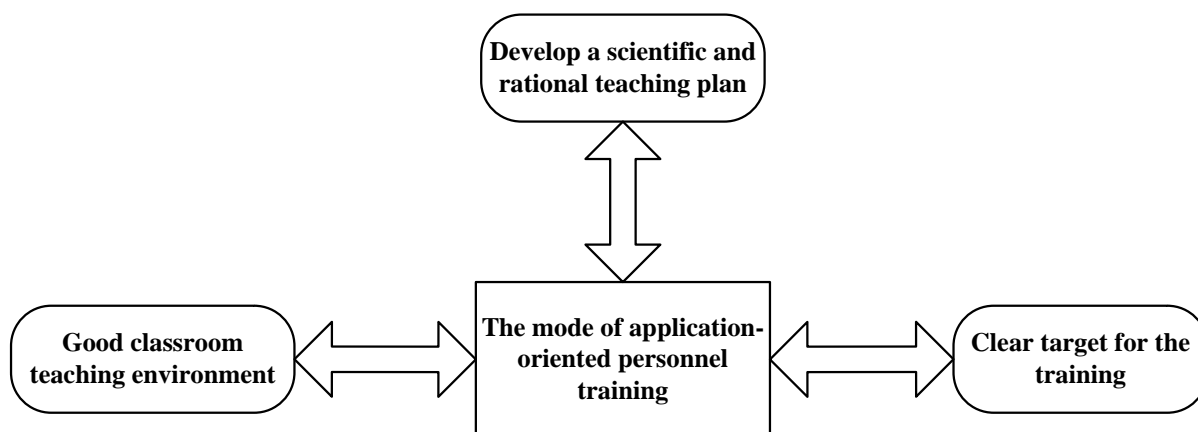 Develop a scientific and
rational teaching plan
Good classroom
teaching environment
The mode of application-
oriented personnel
training
Clear target for the
training